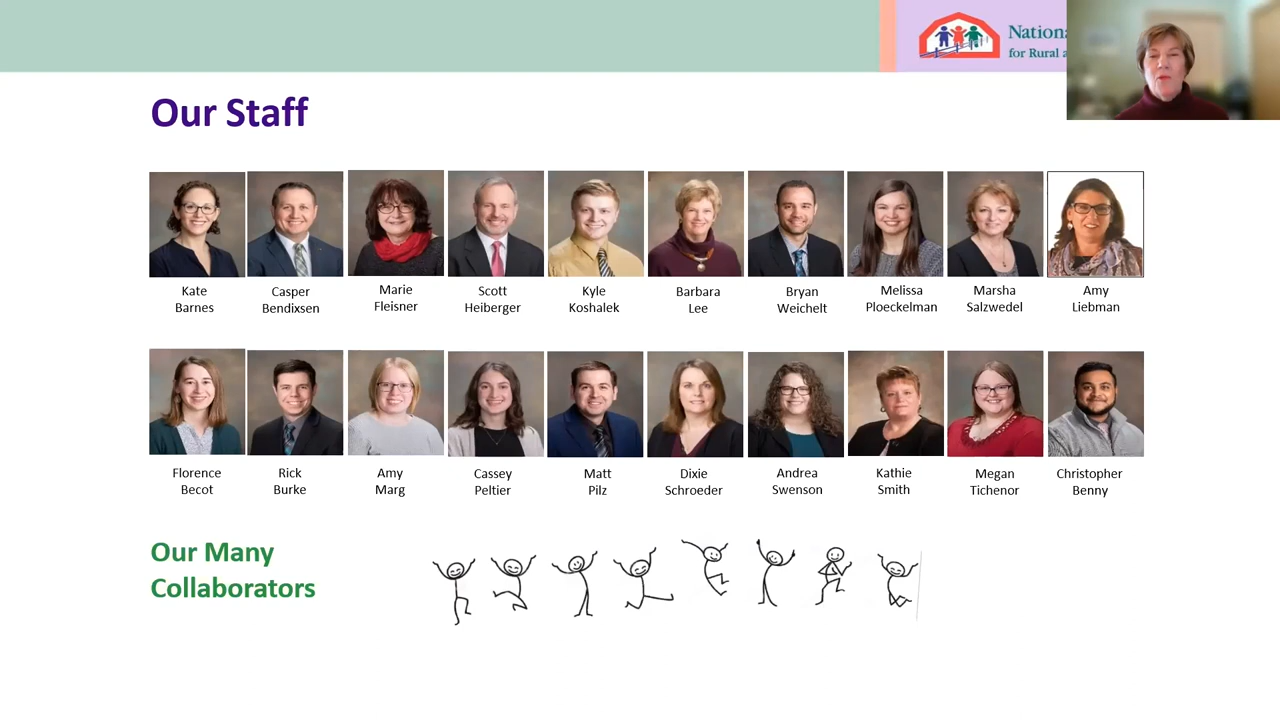 Nation
for Rural a
Our Staff
Kate
Barnes
Casper
Bendixsen
Marie
Fleisner
Scott
Heiberger
Kyle
Koshalek
Barbara
Lee
Bryan
Weichelt
Melissa
Ploeckelman
Marsha
Salzwedel
Amy
Liebman
Florence
Becot
Rick
Burke
Amy
Marg
Cassey
Peltier
Matt
Pilz
Dixie
Schroeder
Andrea
Swenson
Kathie
Smith
Megan
Tichenor
Christopher
Benny
Our Many
Collaborators